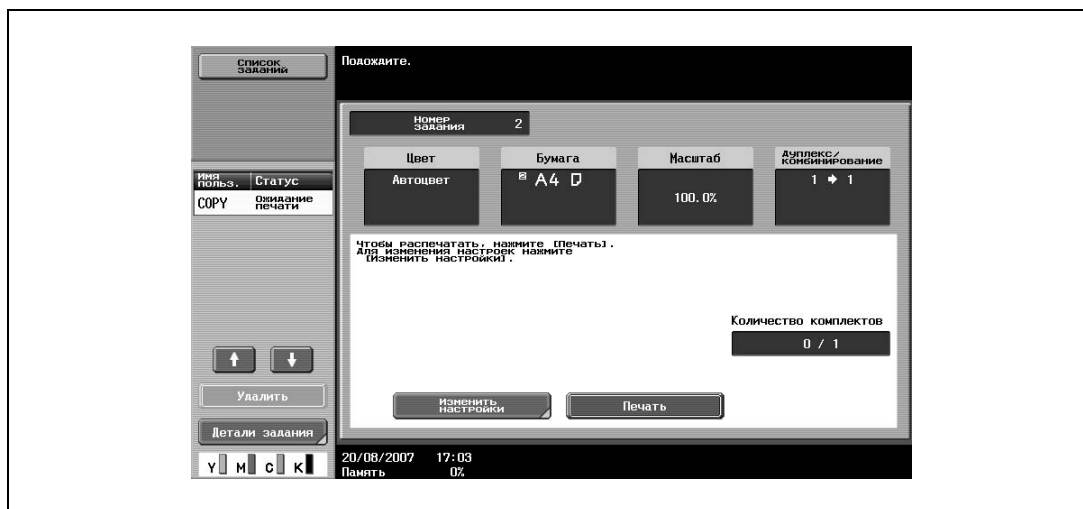 Список
заданий
Подождите.
Номер
задания 2
Цвет
Бумага
Масштаб
Дуплекс/
комбинирование
Автоцвет
A4
100.0%
1 → 1
Имя
польз.
Статус
COPY
Ожидание
печати
Чтобы распечатать, нажмите [Печать].
Для изменения настроек нажмите
[Изменить настройки].
Количество комплектов
0 / 1
Удалить
Изменить
настройки
Печать
Детали задания
Y M C K
20/08/2007 17:03
Память 0%